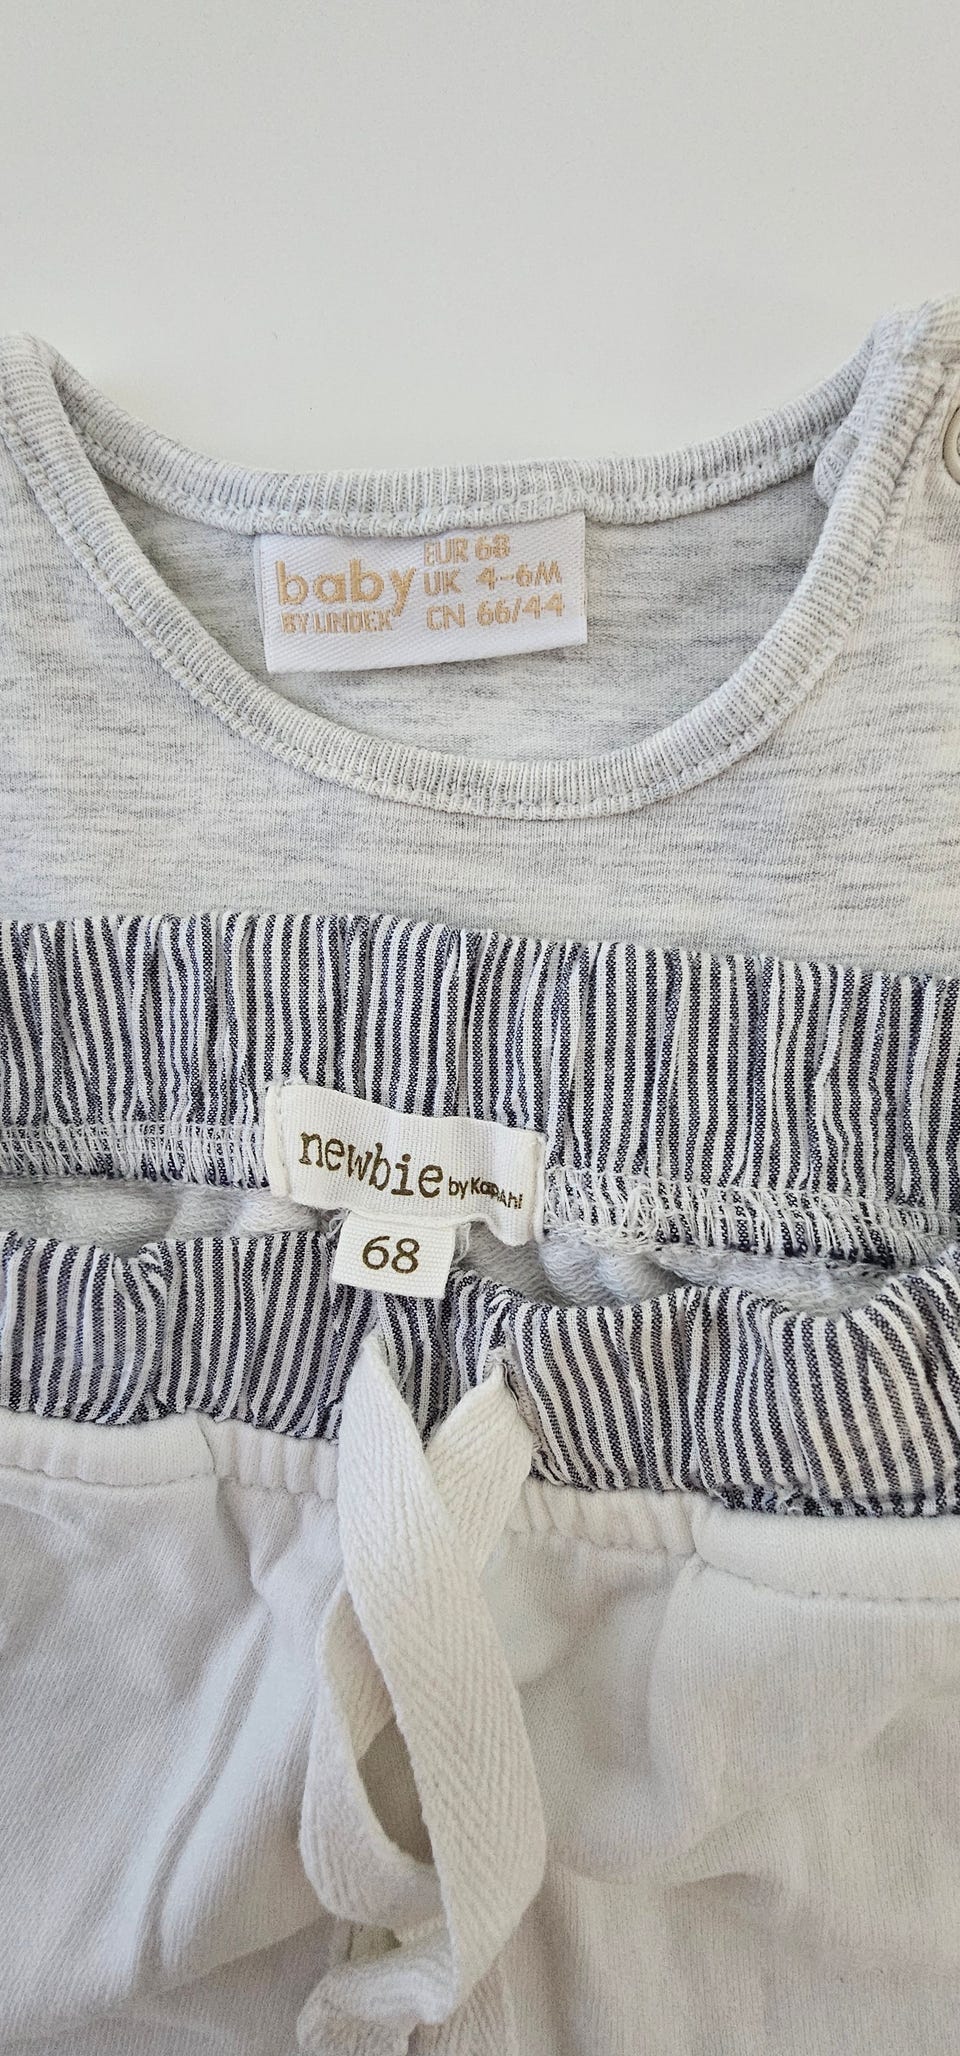 baby
BY LINDEX
EUR 68
UK 4-6M
CN 66/44
newbie by KappAhl
68